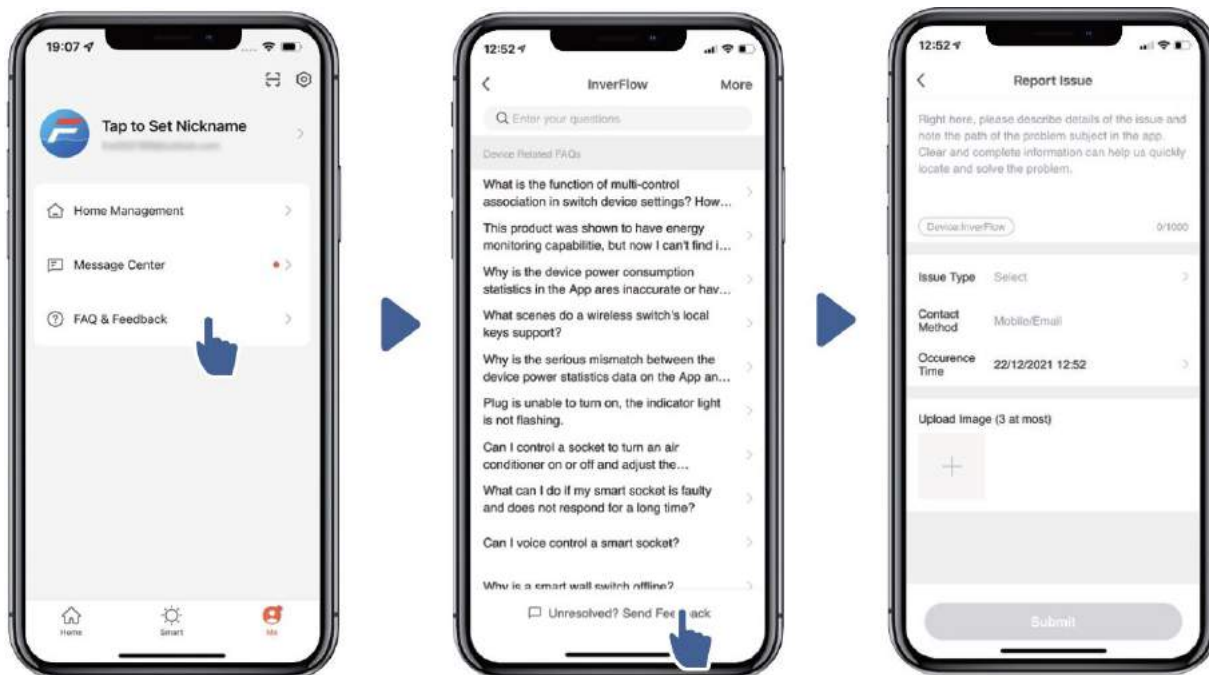 19:07
Tap to Set Nickname
Home Management
Message Center
FAQ & Feedback
Home
Smart
Me
12:52
InverFlow
More
Enter your questions
Device Related FAQs
What is the function of multi-control
association in switch device settings? How...
This product was shown to have energy
monitoring capabilitie, but now I can't find i...
Why is the device power consumption
statistics in the App ares inaccurate or hav...
What scenes do a wireless switch's local
keys support?
Why is the serious mismatch between the
device power statistics data on the App an...
Plug is unable to turn on, the indicator light
is not flashing.
Can I control a socket to turn an air
conditioner on or off and adjust the...
What can I do if my smart socket is faulty
and does not respond for a long time?
Can I voice control a smart socket?
Why is a smart wall switch offline?
Unresolved? Send Fee ack
12:52
Report Issue
Right here, please describe details of the issue and
note the path of the problem subject in the app.
Clear and complete information can help us quickly
locate and solve the problem.
Device:InverFlow
0/1000
Issue Type Select
Contact
Method
Mobile/Email
Occurence
Time
22/12/2021 12:52
Upload Image (3 at most)
Submit